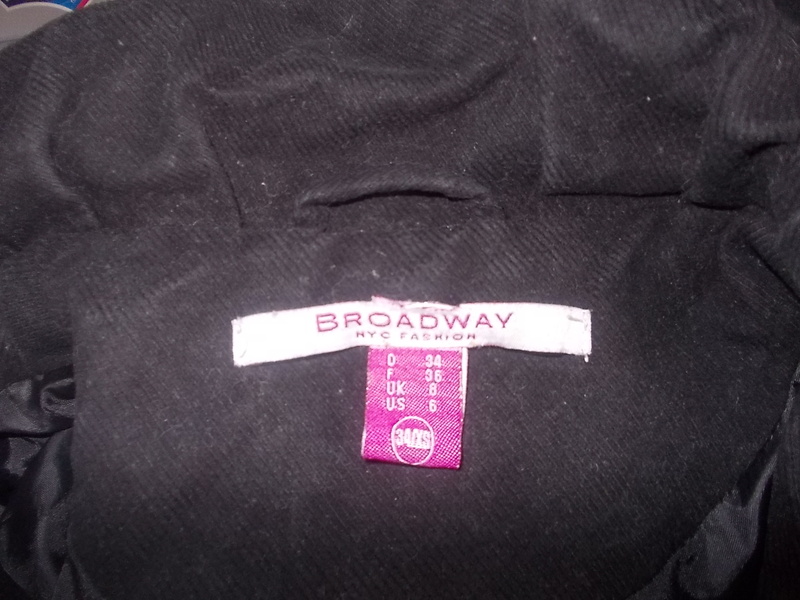 BROADWAY
NYC FASHION
D 34
F 36
UK 8
US 6
34/XS